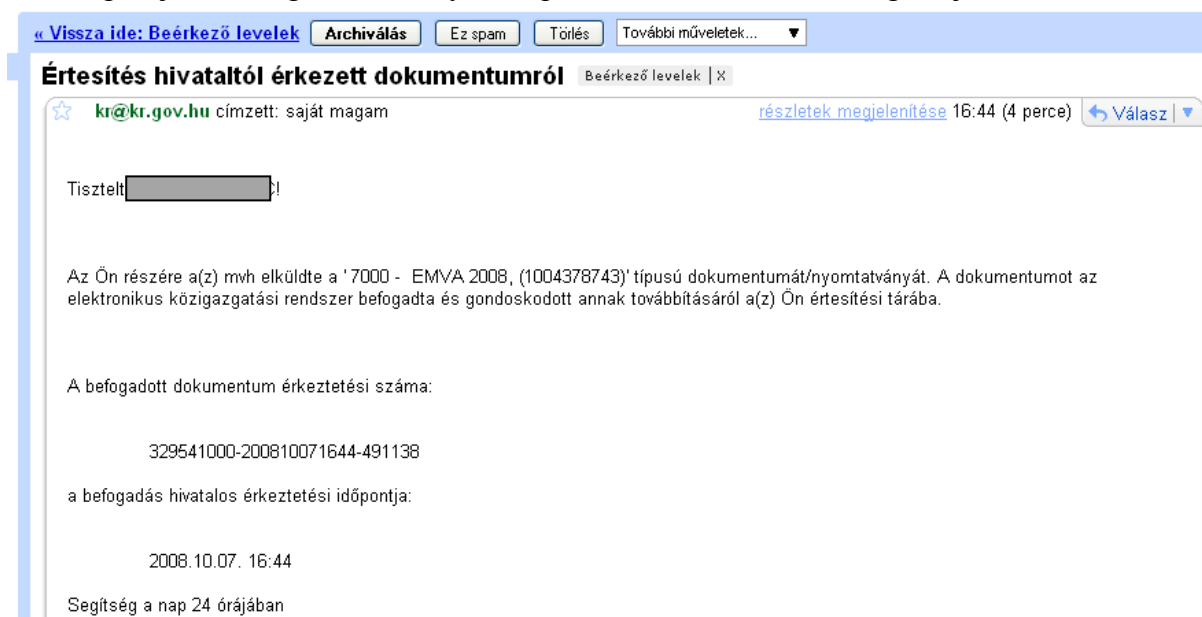 « Vissza ide: Beérkező levelek Archiválás Ez spam Törlés További műveletek...
Értesítés hivataltól érkezett dokumentumról Beérkező levelek | X
kr@kr.gov.hu címzett: saját magam részletek megjelenítése 16:44 (4 perce) Válasz
Tisztelt !
Az Ön részére a(z) mvh elküldte a ' 7000 - EMVA 2008, (1004378743)' típusú dokumentumát/nyomtatványát. A dokumentumot az
elektronikus közigazgatási rendszer befogadta és gondoskodott annak továbbításáról a(z) Ön értesítési tárába.
A befogadott dokumentum érkeztetési száma:
329541000-200810071644-491138
a befogadás hivatalos érkeztetési időpontja:
2008.10.07. 16:44
Segítség a nap 24 órájában